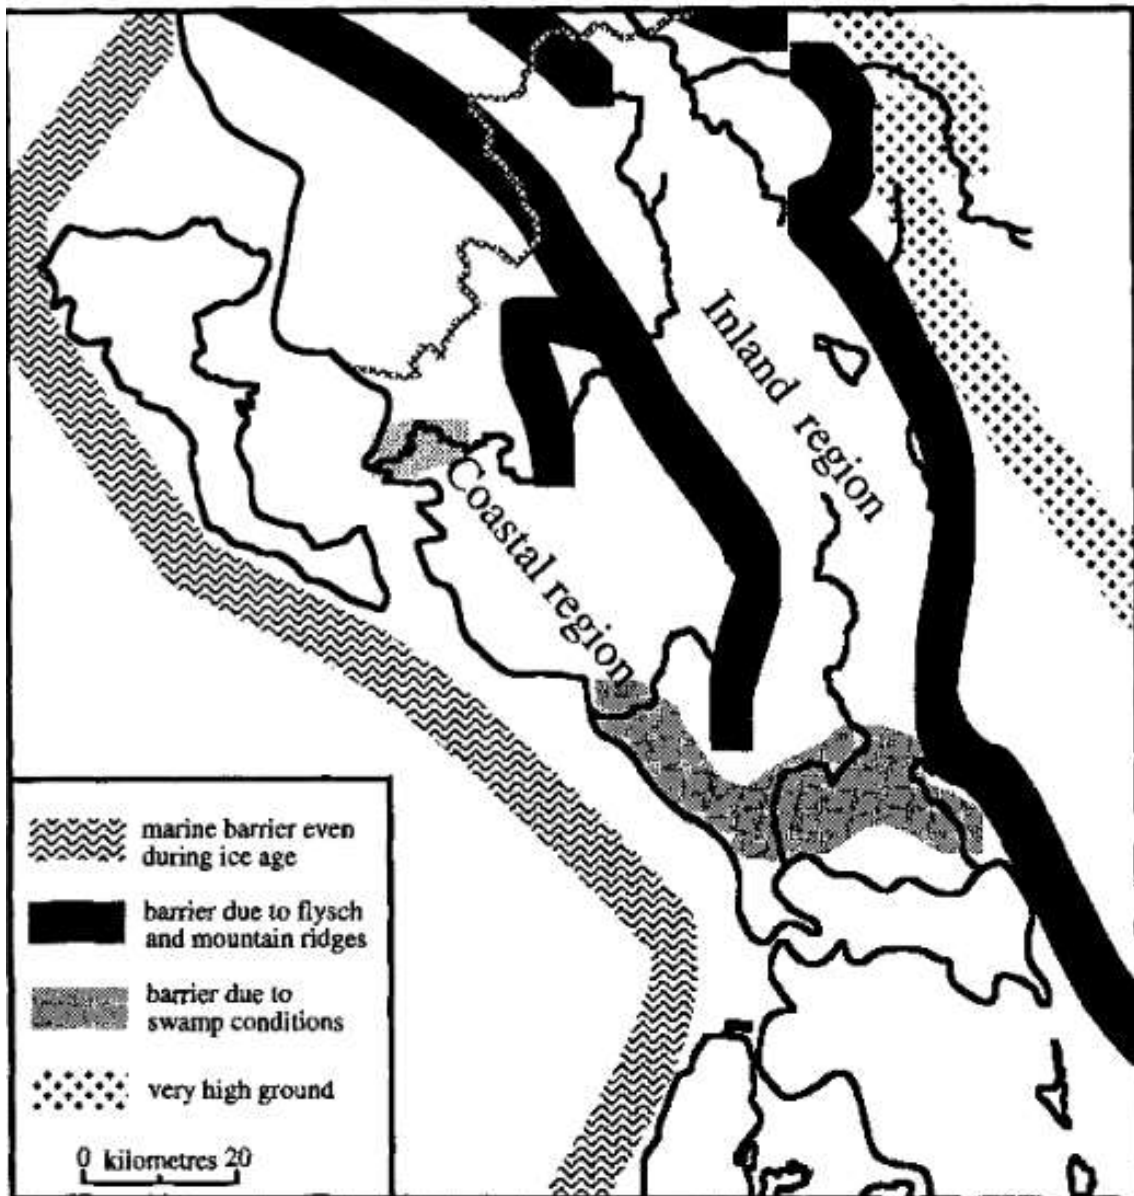 Inland region
Coastal region
marine barrier even
during ice age
barrier due to flysch
and mountain ridges
barrier due to
swamp conditions
very high ground
0 kilometres 20